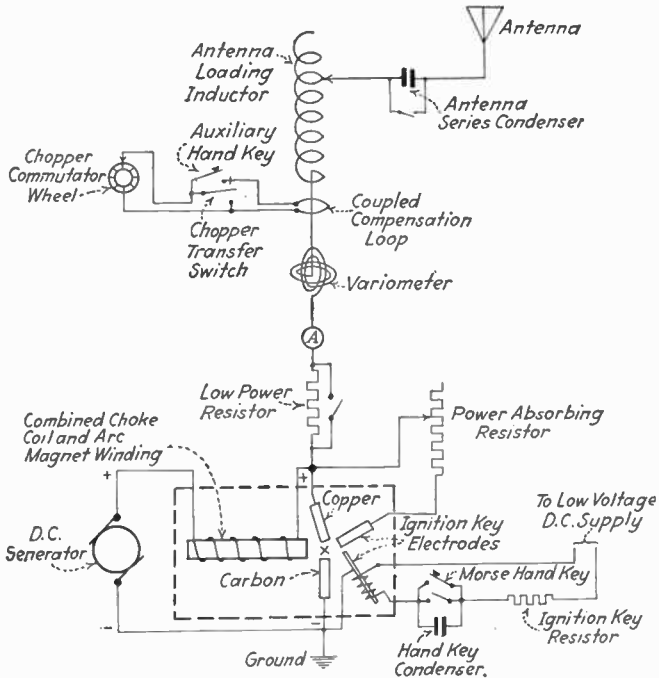 Antenna
Antenna
Loading
Inductor
Antenna
Series Condenser
Auxiliary
Hand Key
Chopper
Commutator
Wheel
Chopper
Transfer
Switch
Coupled
Compensation
Loop
Variometer
A
Low Power
Resistor
Power Absorbing
Resistor
Combined Choke
Coil and Arc
Magnet Winding
+
+
Copper
To Low Voltage
D.C. Supply
Ignition Key
Electrodes
D.C.
Generator
Carbon
Morse Hand Key
Ignition Key
Resistor
-
-
Hand Key
Condenser.
Ground